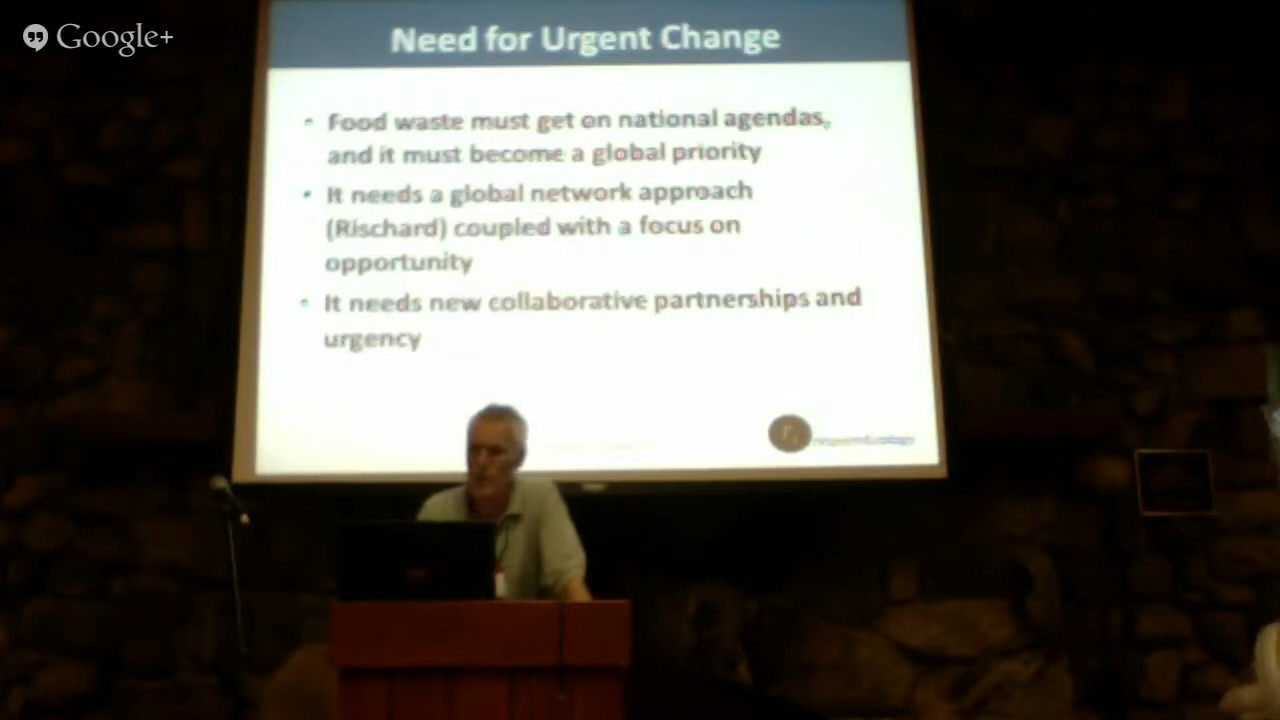 Google+
Need for Urgent Change
• Food waste must get on national agendas,
and it must become a global priority
• It needs a global network approach
(Rischard) coupled with a focus on
opportunity
• It needs new collaborative partnerships and
urgency